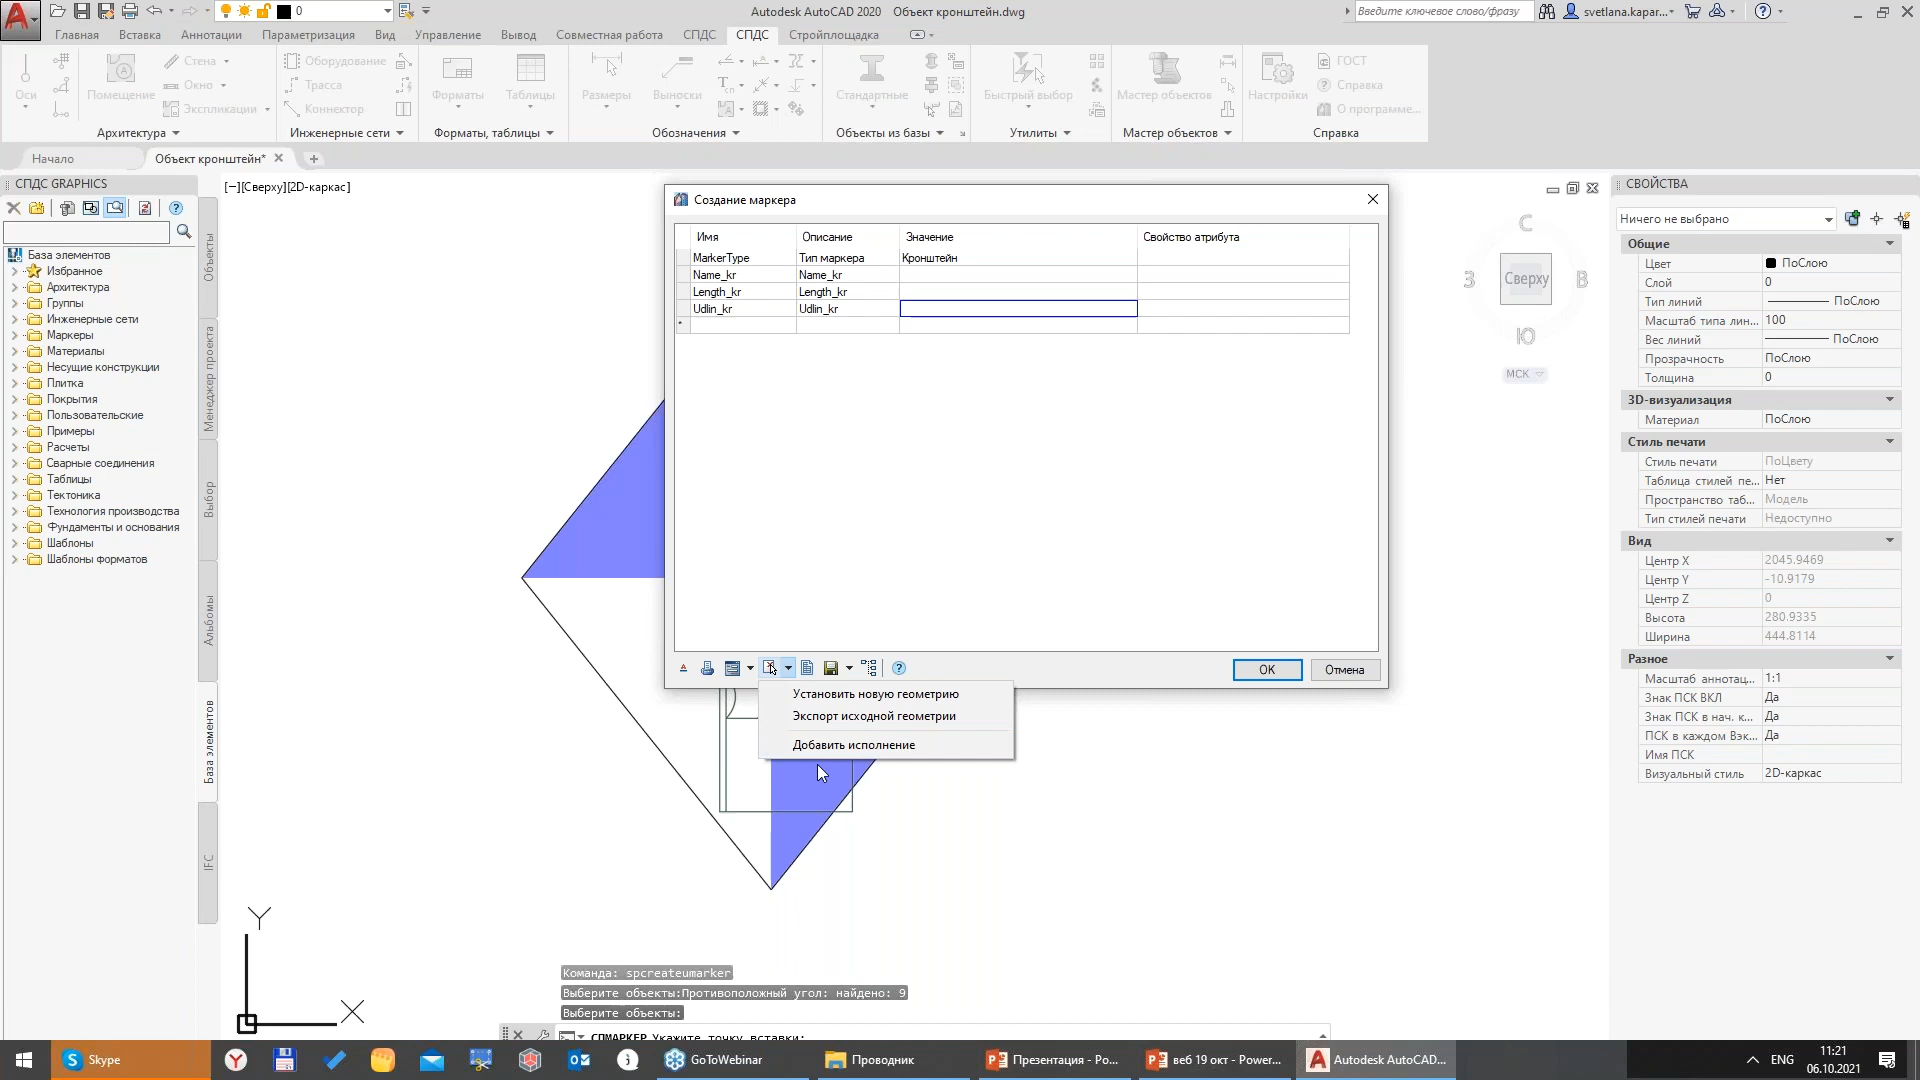 0
Autodesk AutoCAD 2020 Объект кронштейн.dwg
Введите ключевое слово/фразу
svetlana.kapar...
Главная Вставка Аннотации Параметризация Вид Управление Вывод Совместная работа СПДС СПДС Стройплощадка
Оси
Помещение
Стена
Окно
Экспликации
Оборудование
Трасса
Коннектор
Форматы
Таблицы
Размеры
Выноски
Стандартные
Быстрый выбор
Мастер объектов
Настройки
ГОСТ
Справка
О программе...
Архитектура Инженерные сети Форматы, таблицы Обозначения Объекты из базы Утилиты Мастер объектов Справка
Начало
Объект кронштейн*
СПДС GRAPHICS
База элементов
Избранное
Архитектура
Группы
Инженерные сети
Маркеры
Материалы
Несущие конструкции
Плитка
Покрытия
Пользовательские
Примеры
Расчеты
Сварные соединения
Таблицы
Тектоника
Технология производства
Фундаменты и основания
Шаблоны
Шаблоны форматов
Объекты
Менеджер проекта
Выбор
Альбомы
База элементов
IFC
[−][Сверху][2D-каркас]
Создание маркера
Имя Описание Значение Свойство атрибута
MarkerType Тип маркера Кронштейн
Name_kr Name_kr
Length_kr Length_kr
Udlin_kr Udlin_kr
*
OK
Отмена
Установить новую геометрию
Экспорт исходной геометрии
Добавить исполнение
С
З
Сверху
В
Ю
МСК
СВОЙСТВА
Ничего не выбрано
Общие
Цвет ПоСлою
Слой 0
Тип линий ПоСлою
Масштаб типа лин... 100
Вес линий ПоСлою
Прозрачность ПоСлою
Толщина 0
3D-визуализация
Материал ПоСлою
Стиль печати
Стиль печати ПоЦвету
Таблица стилей пе... Нет
Пространство таб... Модель
Тип стилей печати Недоступно
Вид
Центр X 2045.9469
Центр Y -10.9179
Центр Z 0
Высота 280.9335
Ширина 444.8114
Разное
Масштаб аннотац... 1:1
Знак ПСК ВКЛ Да
Знак ПСК в нач. к... Да
ПСК в каждом Вэк... Да
Имя ПСК
Визуальный стиль 2D-каркас
Y
X
Команда: spcreateumarker
Выберите объекты:Противоположный угол: найдено: 9
Выберите объекты:
СПМАРКЕР Укажите точку вставки:
Skype
GoToWebinar
Проводник
Презентация - Po...
веб 19 окт - Power...
Autodesk AutoCAD...
ENG
11:21
06.10.2021